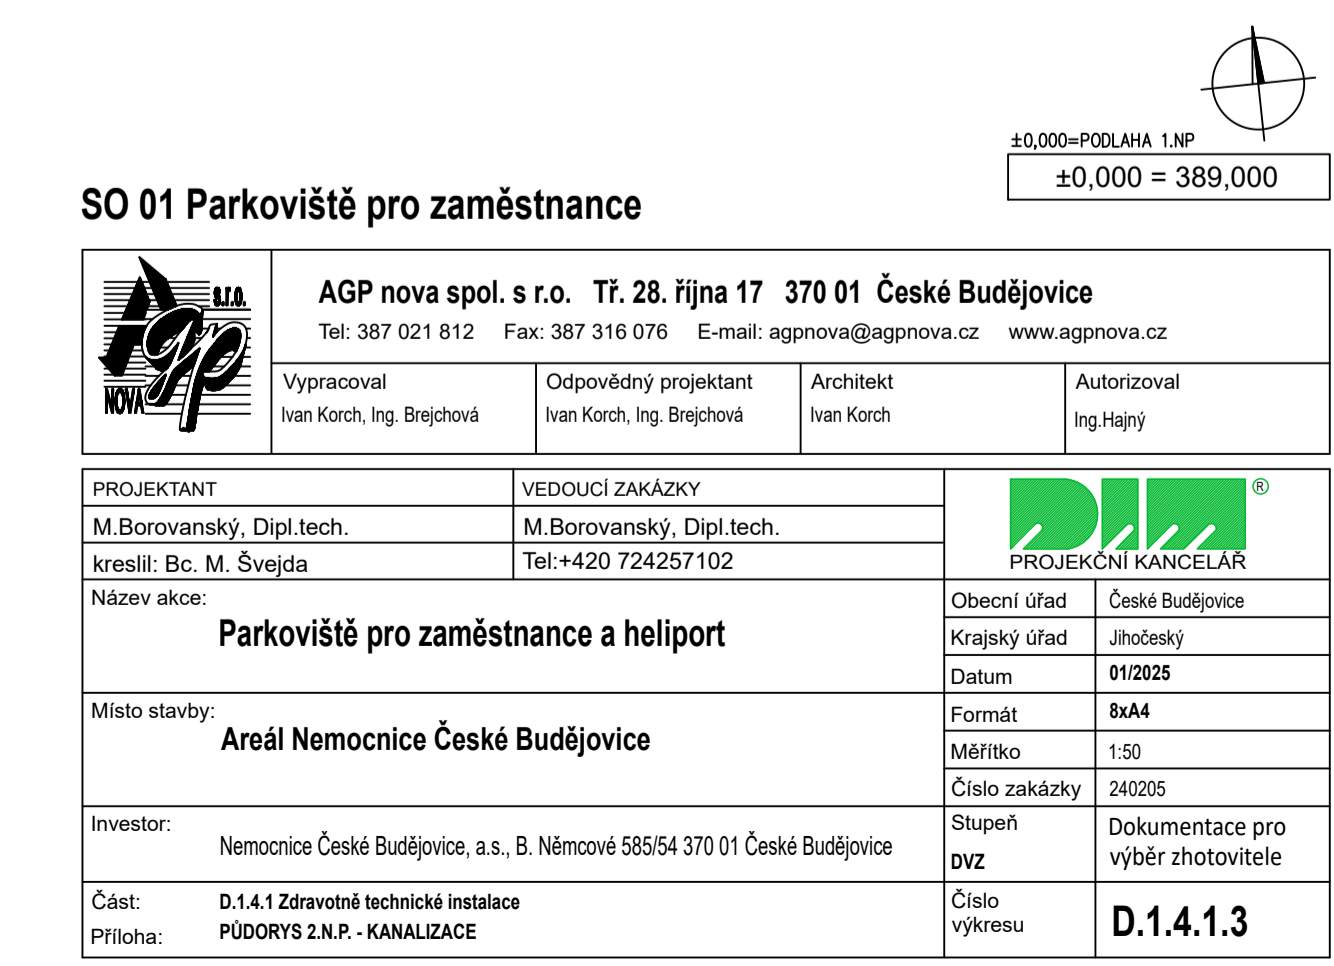 ±0,000=PODLAHA 1.NP
±0,000 = 389,000
SO 01 Parkoviště pro zaměstnance
s.r.o.
Agp
NOVA
AGP nova spol. s r.o. Tř. 28. října 17 370 01 České Budějovice
Tel: 387 021 812 Fax: 387 316 076 E-mail: agpnova@agpnova.cz www.agpnova.cz
Vypracoval
Ivan Korch, Ing. Brejchová
Odpovědný projektant
Ivan Korch, Ing. Brejchová
Architekt
Ivan Korch
Autorizoval
Ing.Hajný
PROJEKTANT
VEDOUCÍ ZAKÁZKY
M.Borovanský, Dipl.tech.
M.Borovanský, Dipl.tech.
kreslil: Bc. M. Švejda
Tel:+420 724257102
DIM ®
PROJEKČNÍ KANCELÁŘ
Název akce:
Parkoviště pro zaměstnance a heliport
Obecní úřad České Budějovice
Krajský úřad Jihočeský
Datum 01/2025
Místo stavby:
Areál Nemocnice České Budějovice
Formát 8xA4
Měřítko 1:50
Číslo zakázky 240205
Investor:
Nemocnice České Budějovice, a.s., B. Němcové 585/54 370 01 České Budějovice
Stupeň
DVZ
Dokumentace pro
výběr zhotovitele
Část: D.1.4.1 Zdravotně technické instalace
Příloha: PŮDORYS 2.N.P. - KANALIZACE
Číslo
výkresu
D.1.4.1.3